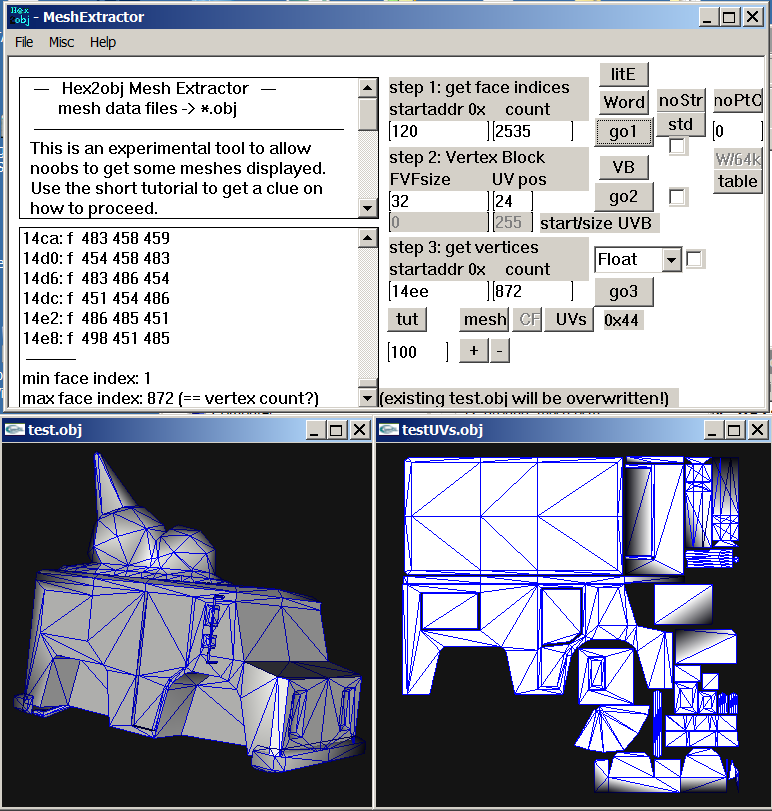 Hex
2obj - MeshExtractor
File Misc Help
— Hex2obj Mesh Extractor —
mesh data files -> *.obj
This is an experimental tool to allow
noobs to get some meshes displayed.
Use the short tutorial to get a clue on
how to proceed.
14ca: f 483 458 459
14d0: f 454 458 483
14d6: f 483 486 454
14dc: f 451 454 486
14e2: f 486 485 451
14e8: f 498 451 485
min face index: 1
max face index: 872 (== vertex count?)
step 1: get face indices
startaddr 0x count
120 2535
litE
Word
go1
noStr
std
noPtC
0
W/64k
table
step 2: Vertex Block
FVFsize UV pos
32 24
0 255 start/size UVB
VB
go2
step 3: get vertices
startaddr 0x count
14ee 872
Float
go3
tut mesh CF UVs 0x44
100 + -
(existing test.obj will be overwritten!)
test.obj
testUVs.obj